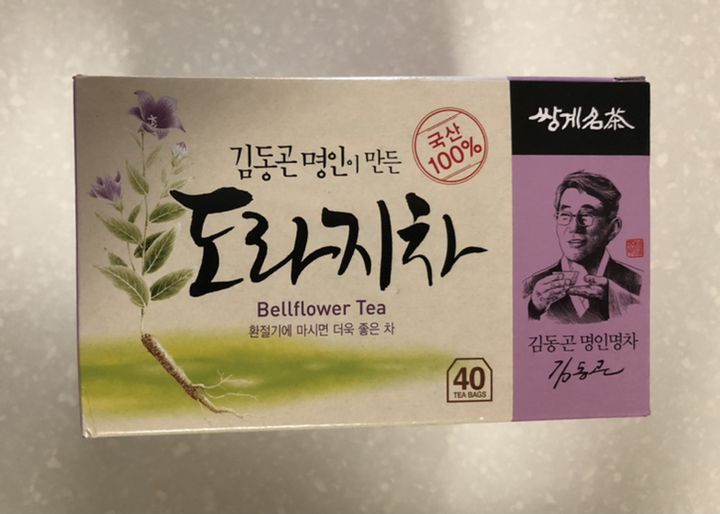 김동곤 명인이 만든
국산
100%
도라지차
Bellflower Tea
환절기에 마시면 더욱 좋은 차
40
TEA BAGS
쌍계名茶
김동곤 명인명차
김동곤